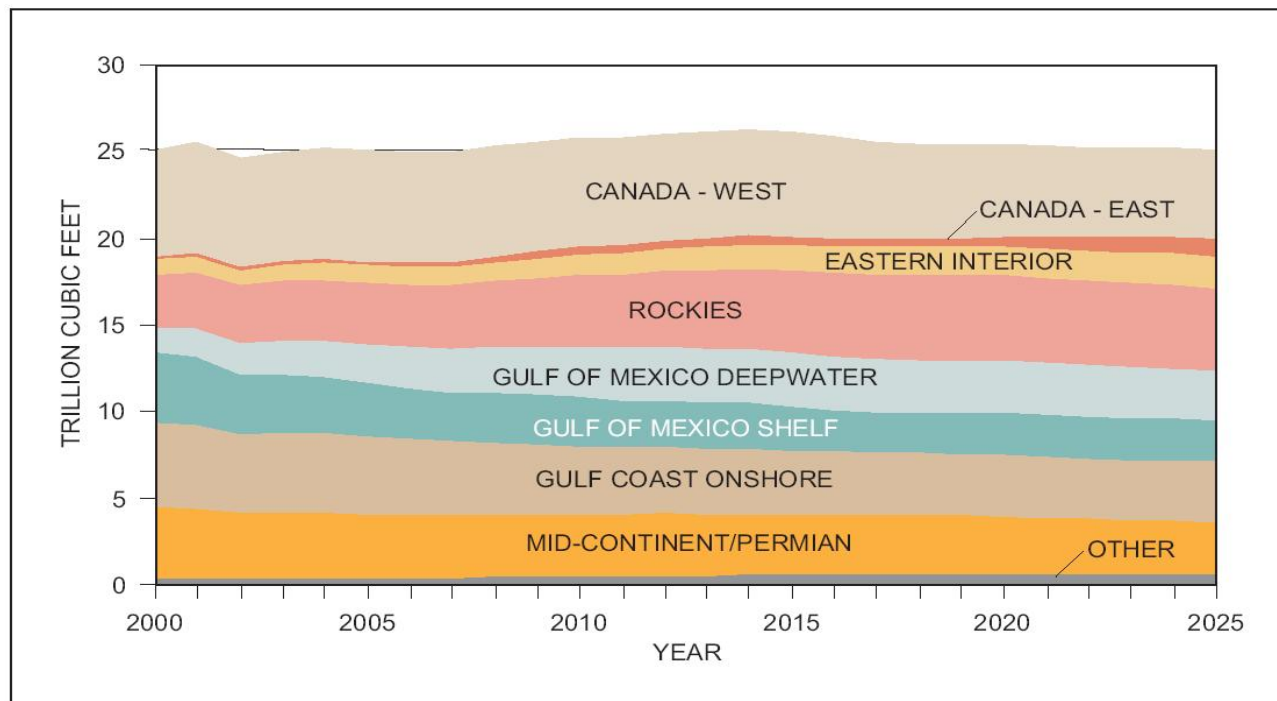 30
25
20
15
10
5
0
TRILLION CUBIC FEET
CANADA - WEST
CANADA - EAST
EASTERN INTERIOR
ROCKIES
GULF OF MEXICO DEEPWATER
GULF OF MEXICO SHELF
GULF COAST ONSHORE
MID-CONTINENT/PERMIAN
OTHER
2000 2005 2010 2015 2020 2025
YEAR